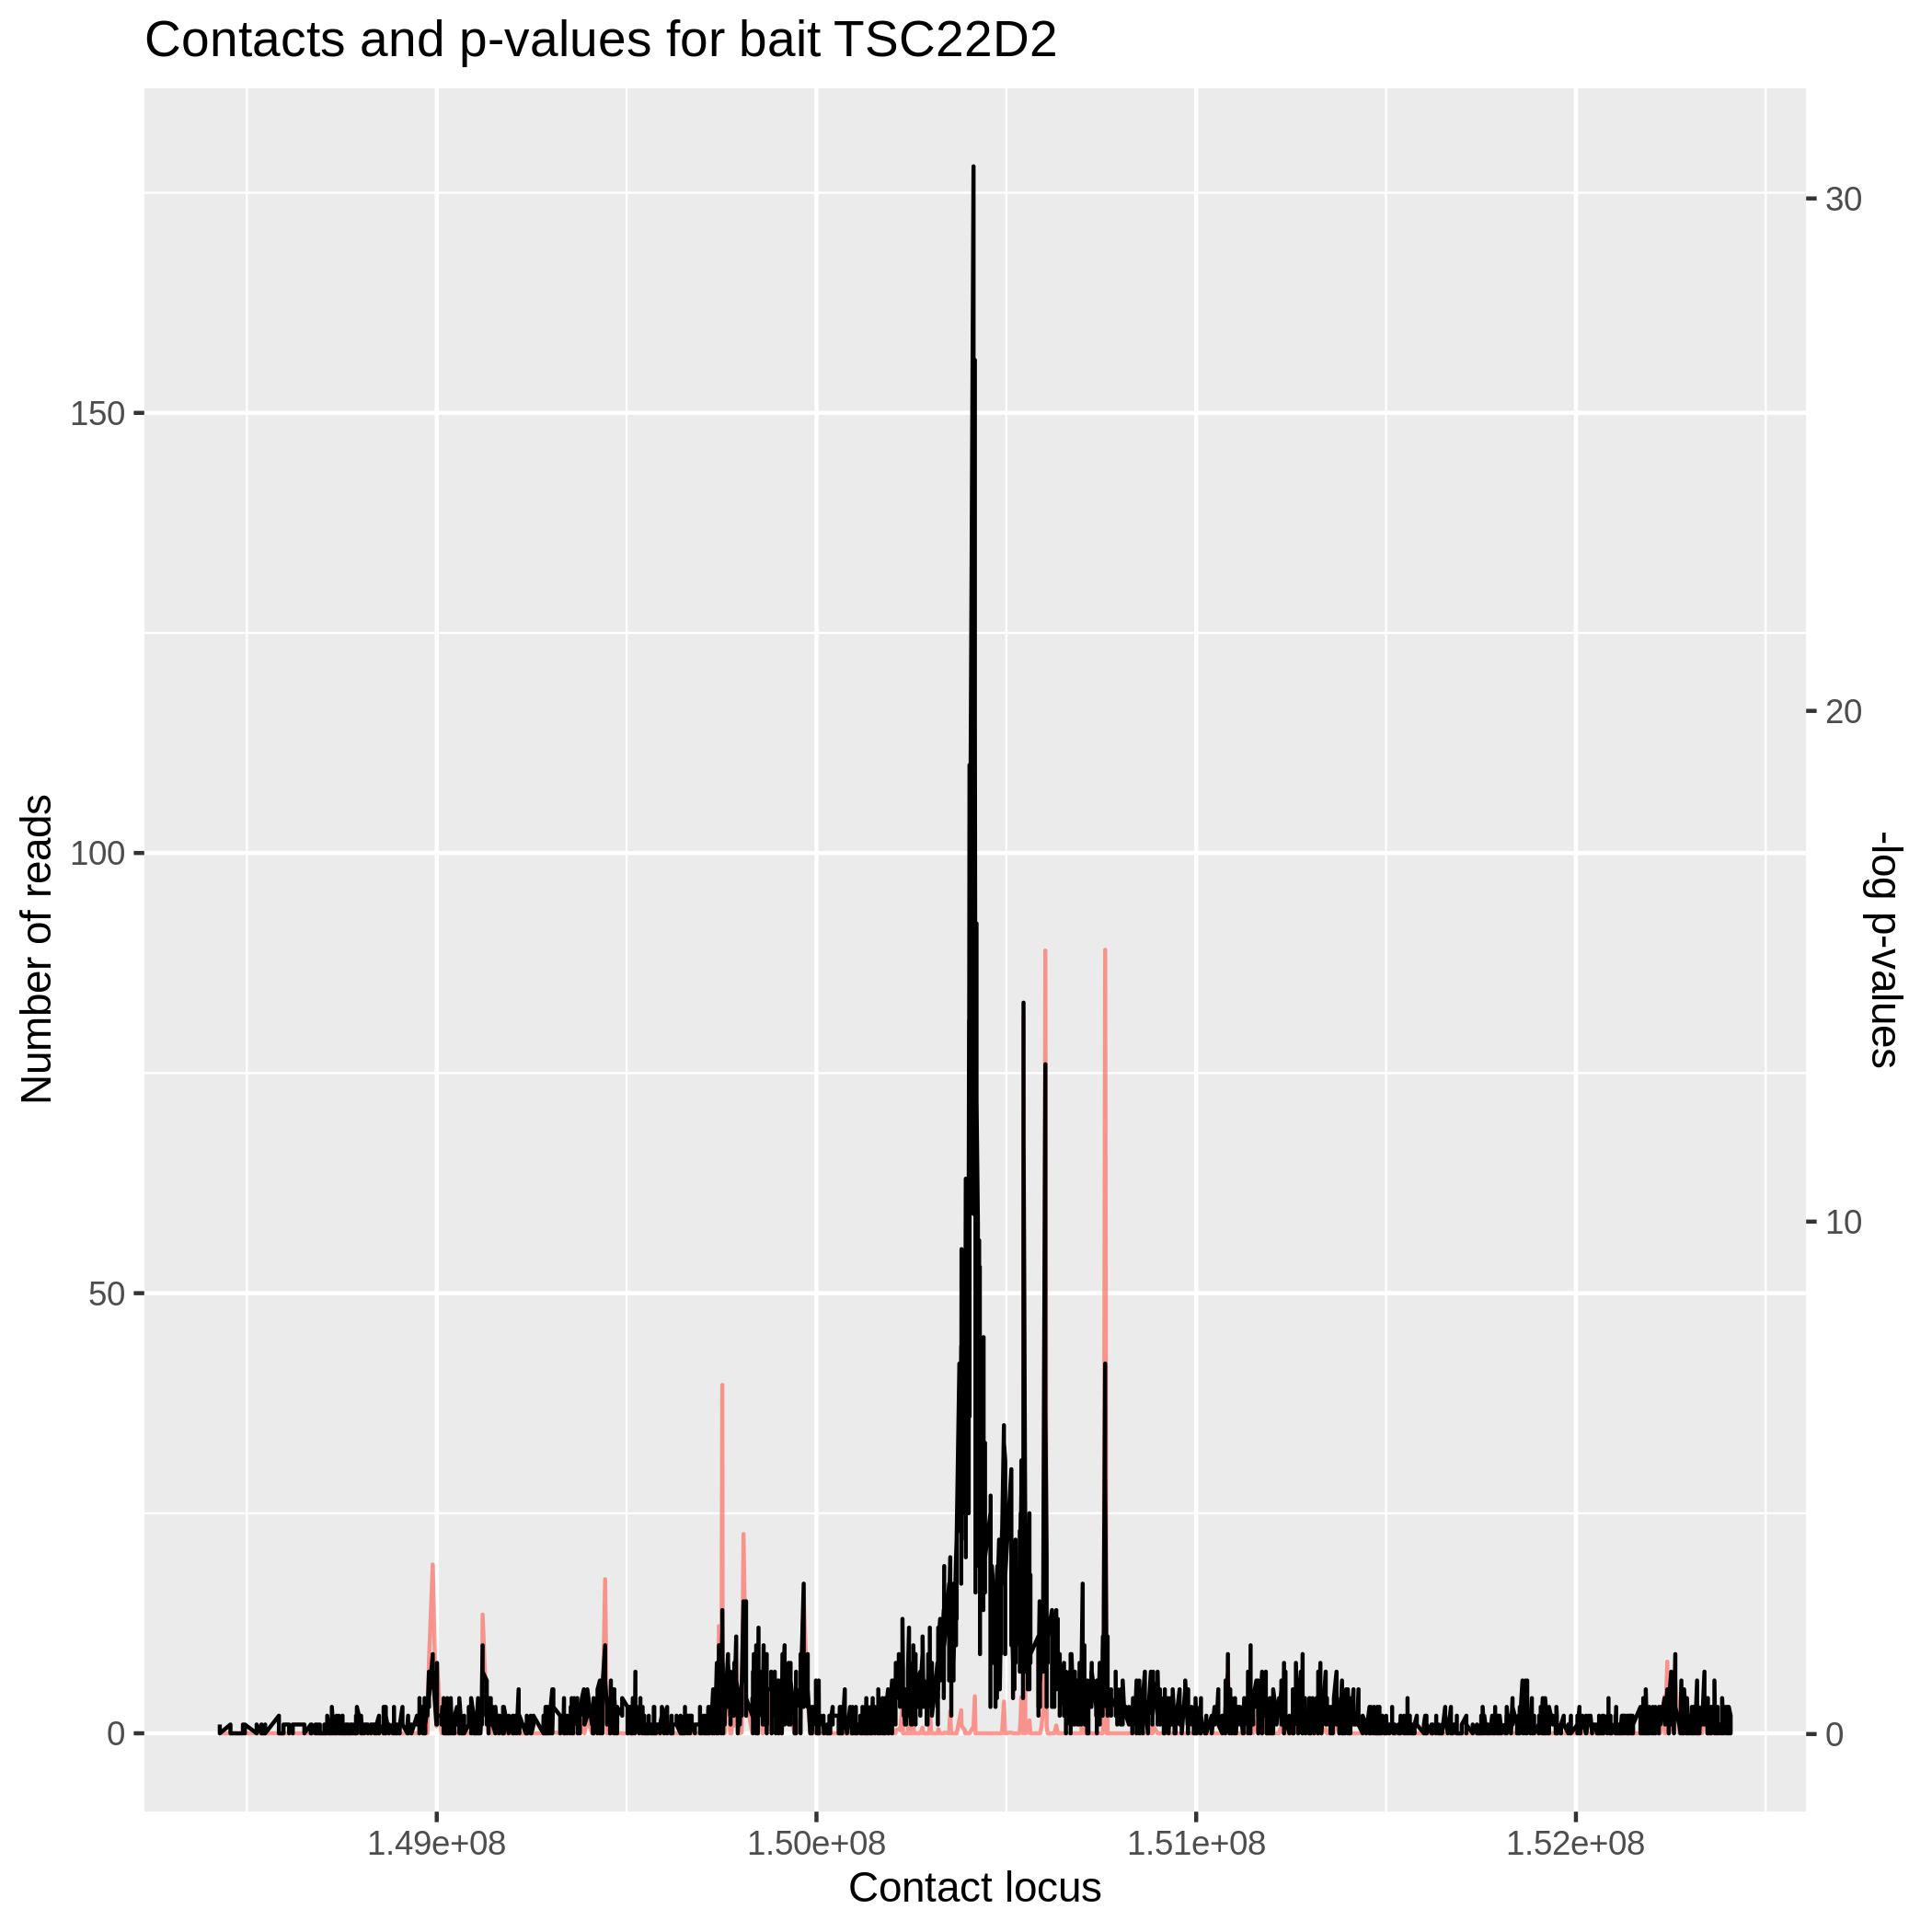 Contacts and p-values for bait TSC22D2
150
100
50
0
30
20
10
0
Number of reads
-log p-values
1.49e+08
1.50e+08
1.51e+08
1.52e+08
Contact locus